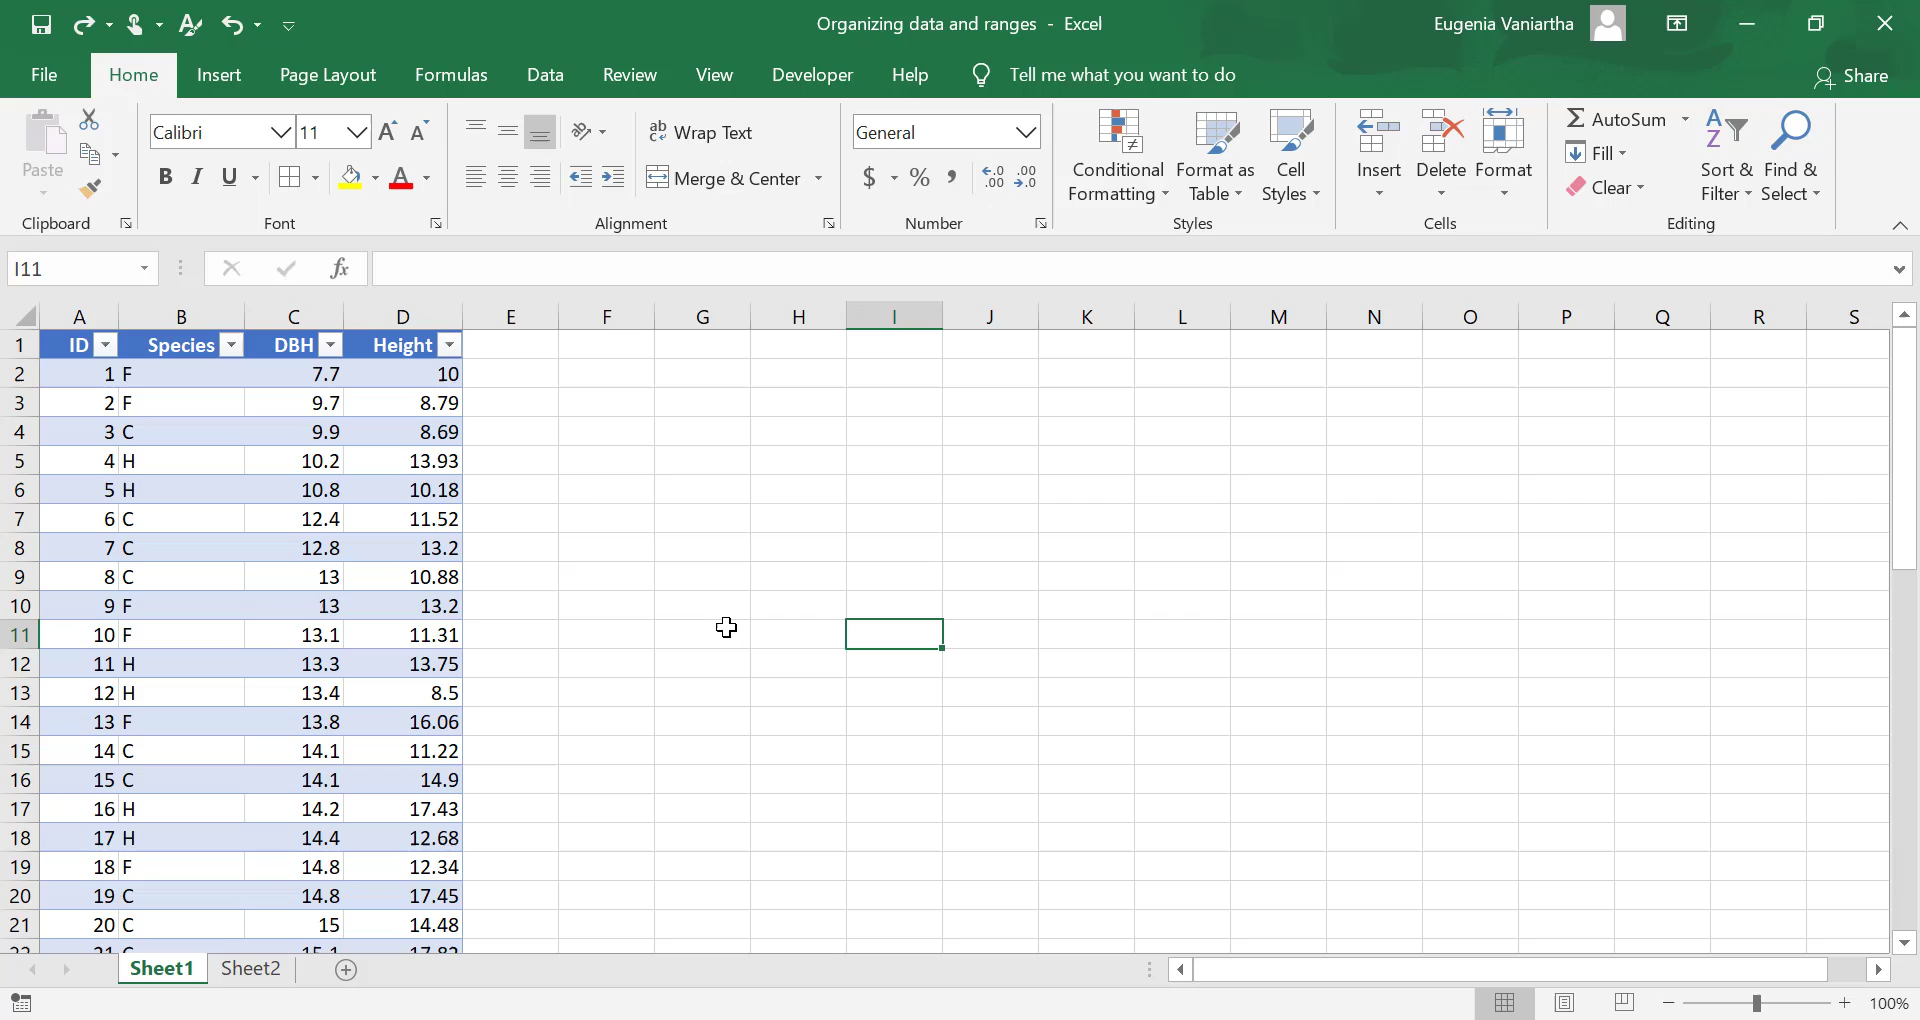 Organizing data and ranges - Excel
Eugenia Vaniartha
File Home Insert Page Layout Formulas Data Review View Developer Help Tell me what you want to do Share
Paste
Clipboard
Calibri 11 A A
B I U A
Font
ab Wrap Text
Merge & Center
Alignment
General
$ % ,
Number
Conditional Formatting
Format as Table
Cell Styles
Styles
Insert Delete Format
Cells
AutoSum
Fill
Clear
Sort & Filter
Find & Select
Editing
I11 fx
A B C D E F G H I J K L M N O P Q R S
1 ID Species DBH Height
2 1 F 7.7 10
3 2 F 9.7 8.79
4 3 C 9.9 8.69
5 4 H 10.2 13.93
6 5 H 10.8 10.18
7 6 C 12.4 11.52
8 7 C 12.8 13.2
9 8 C 13 10.88
10 9 F 13 13.2
11 10 F 13.1 11.31
12 11 H 13.3 13.75
13 12 H 13.4 8.5
14 13 F 13.8 16.06
15 14 C 14.1 11.22
16 15 C 14.1 14.9
17 16 H 14.2 17.43
18 17 H 14.4 12.68
19 18 F 14.8 12.34
20 19 C 14.8 17.45
21 20 C 15 14.48
Sheet1 Sheet2
100%